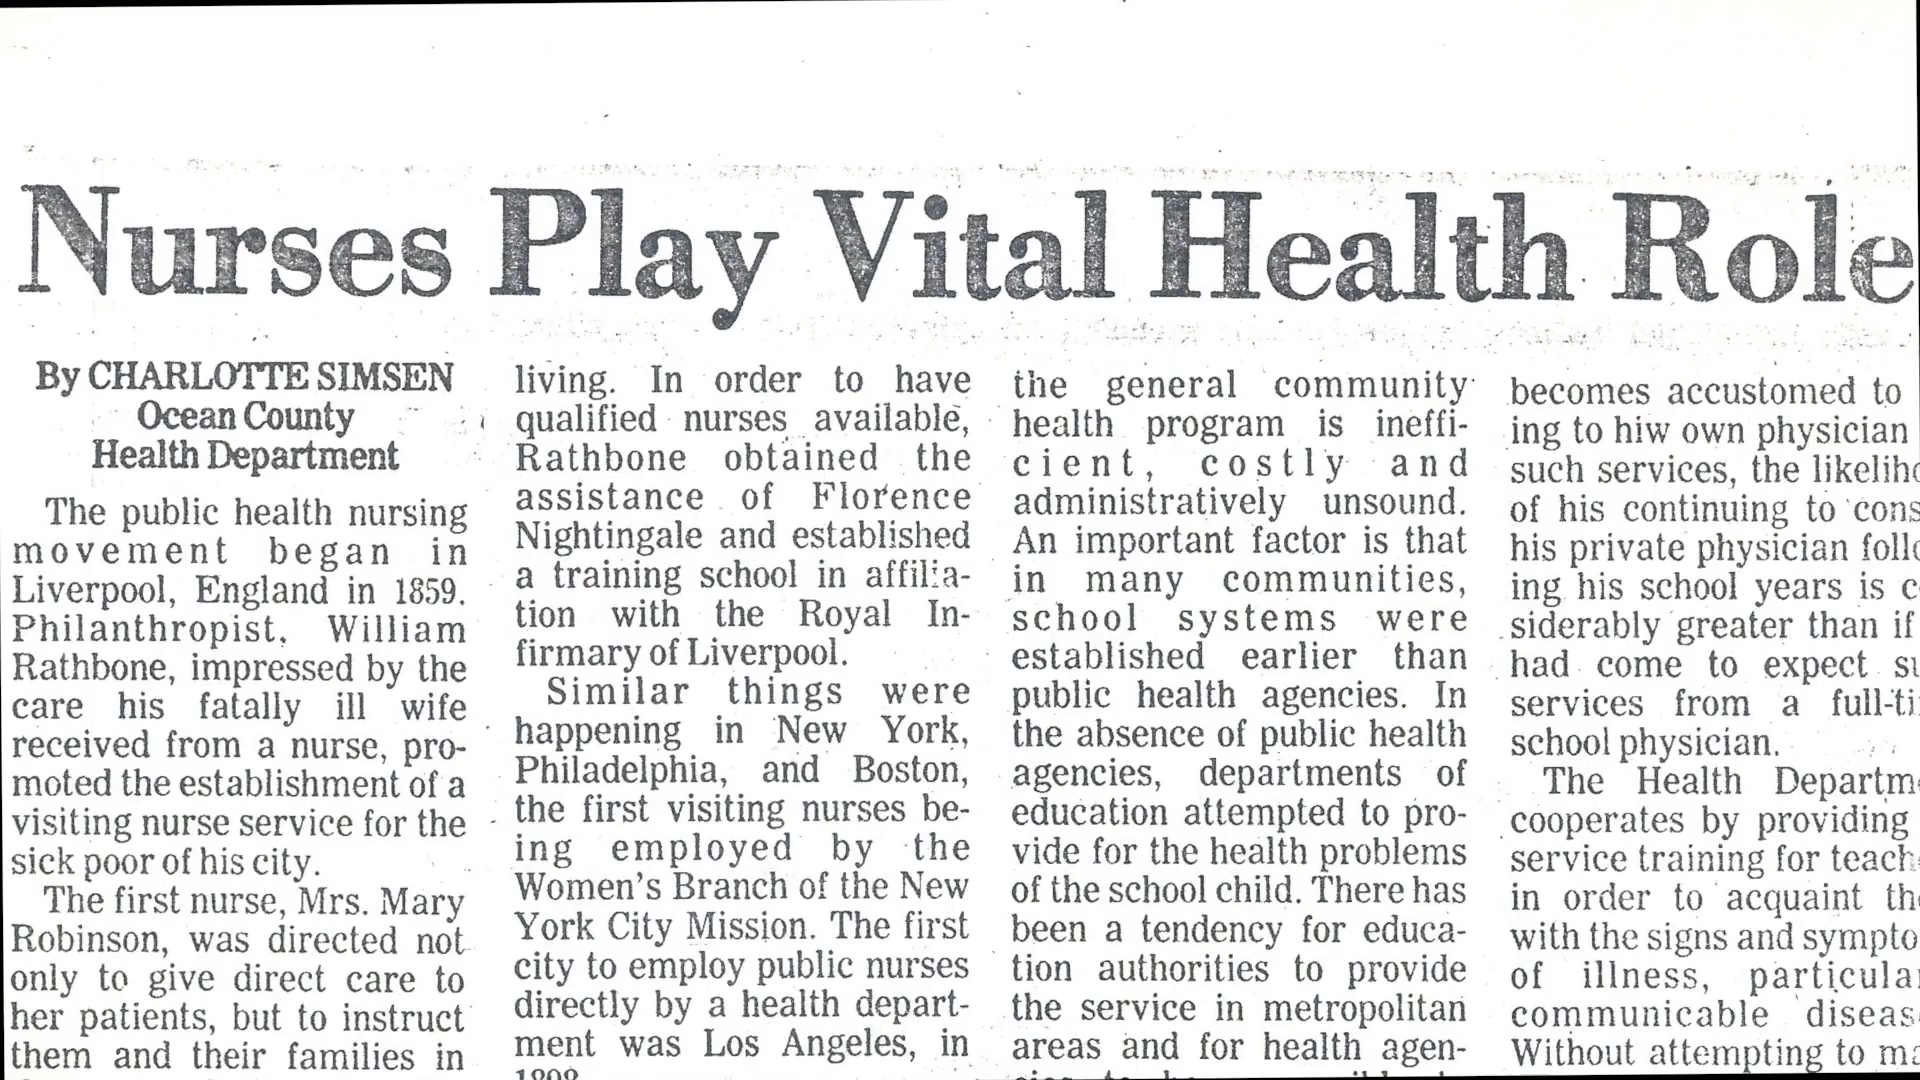 Nurses Play Vital Health Role
By CHARLOTTE SIMSEN
Ocean County
Health Department
The public health nursing
movement began in
Liverpool, England in 1859.
Philanthropist, William
Rathbone, impressed by the
care his fatally ill wife
received from a nurse, pro-
moted the establishment of a
visiting nurse service for the
sick poor of his city.
The first nurse, Mrs. Mary
Robinson, was directed not
only to give direct care to
her patients, but to instruct
them and their families in
living. In order to have
qualified nurses available,
Rathbone obtained the
assistance of Florence
Nightingale and established
a training school in affilia-
tion with the Royal In-
firmary of Liverpool.
Similar things were
happening in New York,
Philadelphia, and Boston,
the first visiting nurses be-
ing employed by the
Women's Branch of the New
York City Mission. The first
city to employ public nurses
directly by a health depart-
ment was Los Angeles, in
the general community
health program is ineffi-
cient, costly and
administratively unsound.
An important factor is that
in many communities,
school systems were
established earlier than
public health agencies. In
the absence of public health
agencies, departments of
education attempted to pro-
vide for the health problems
of the school child. There has
been a tendency for educa-
tion authorities to provide
the service in metropolitan
areas and for health agen-
becomes accustomed to
ing to hiw own physician
such services, the
of his continuing to
his private physician
ing his school years is
siderably greater than if
had come to expect
services from a
school physician.
The Health
cooperates by providing
service training for
in order to acquaint
with the signs and
of illness,
communicable
Without attempting to